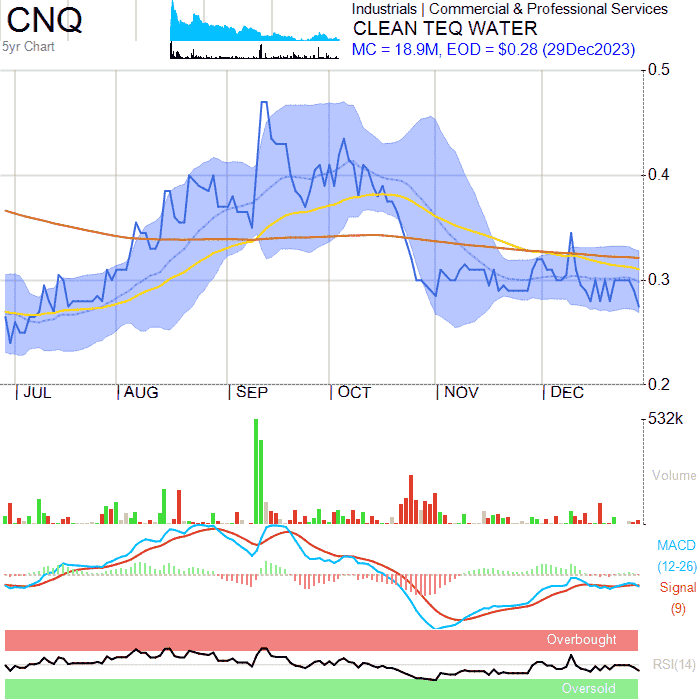 CNQ
5yr Chart
Industrials | Commercial & Professional Services
CLEAN TEQ WATER
MC = 18.9M, EOD = $0.28 (29Dec2023)
0.5
0.4
0.3
0.2
JUL AUG SEP OCT NOV DEC
532k
Volume
MACD
(12-26)
Signal
(9)
Overbought
RSI(14)
Oversold